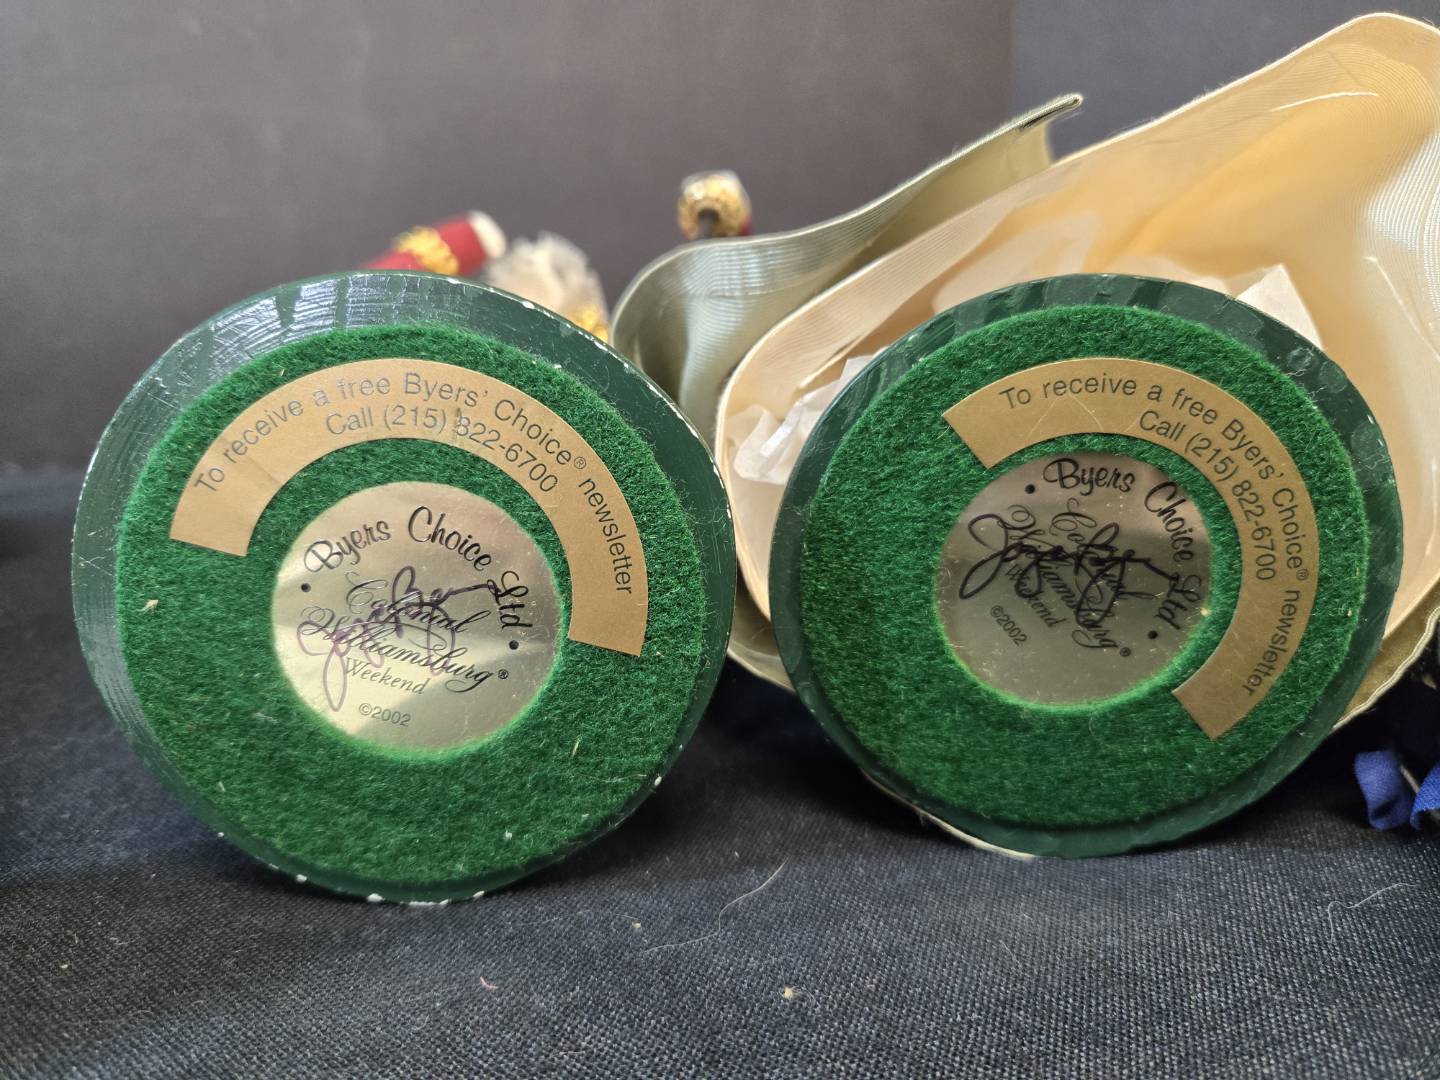 To receive a free Byers' Choice® newsletter
Call (215) 822-6700
Byers Choice Ltd
Colonial
Williamsburg®
Weekend
©2002
To receive a free Byers' Choice® newsletter
Call (215) 822-6700
Byers Choice Ltd
Colonial
Williamsburg®
Weekend
©2002